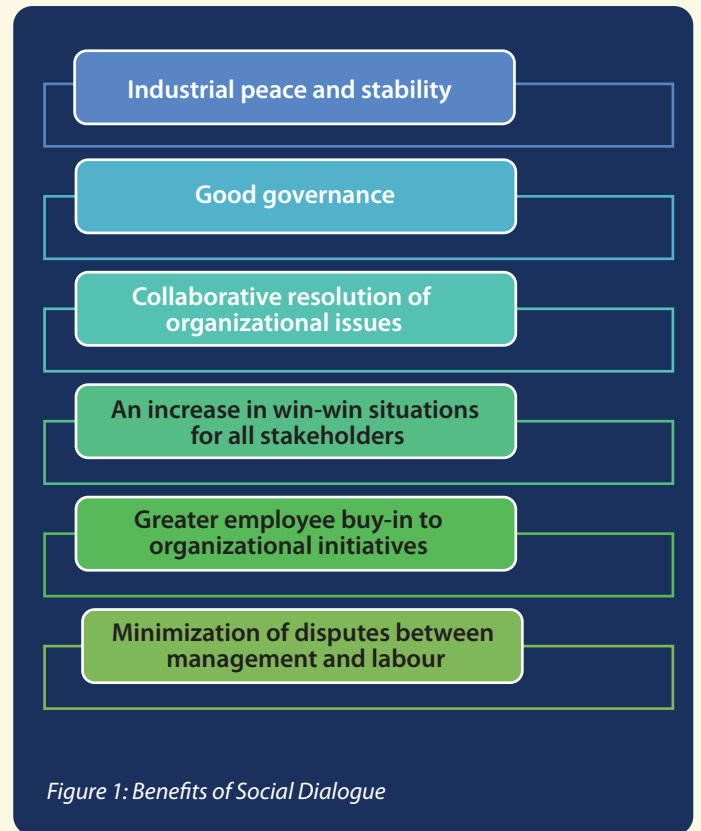 Industrial peace and stability
Good governance
Collaborative resolution of
organizational issues
An increase in win-win situations
for all stakeholders
Greater employee buy-in to
organizational initiatives
Minimization of disputes between
management and labour
Figure 1: Benefits of Social Dialogue